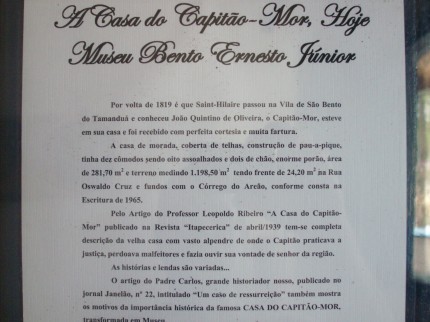 A Casa do Capitão-Mor, Hoje
Museu Bento Ernesto Júnior
Por volta de 1819 é que Saint-Hilaire passou na Vila de São Bento
do Tamanduá e conheceu João Quintino de Oliveira, o Capitão-Mor, esteve
em sua casa e foi recebido com perfeita cortesia e muita fartura.
A casa de morada, coberta de telhas, construção de pau-a-pique,
tinha dez cômodos sendo oito assoalhados e dois de chão, enorme porão, área
de 281,70 m² e terreno medindo 1.198,50 m² tendo frente de 24,20 m² na Rua
Oswaldo Cruz e fundos com o Córrego do Areão, conforme consta na
Escritura de 1965.
Pelo Artigo do Professor Leopoldo Ribeiro "A Casa do Capitão-
Mor" publicado na Revista "Itapecerica" de abril/1939 tem-se completa
descrição da velha casa com vasto alpendre de onde o Capitão praticava a
justiça, perdoava malfeitores e fazia ouvir sua vontade de senhor da região.
As histórias e lendas são variadas...
O artigo do Padre Carlos, grande historiador nosso, publicado no
jornal Janelão, nº 22, intitulado "Um caso de ressurreição" também mostra
os motivos da importância histórica da famosa CASA DO CAPITÃO-MOR,
transformada em Museu